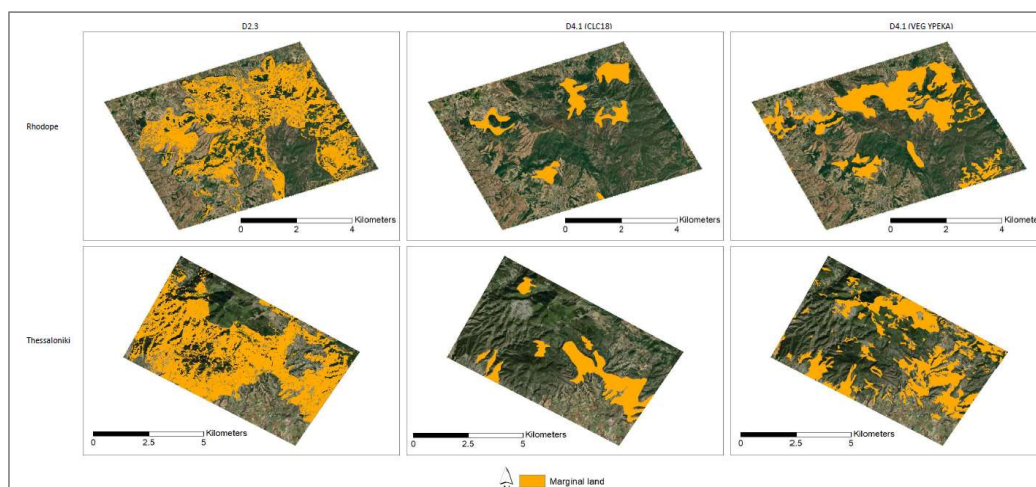 D2.3
D4.1 (CLC18)
D4.1 (VEG YPEKA)
Rhodope
Kilometers
0 2 4
Kilometers
0 2 4
Kilometers
0 2 4
Thessaloniki
Kilometers
0 2.5 5
Kilometers
0 2.5 5
Kilometers
0 2.5 5
Marginal land